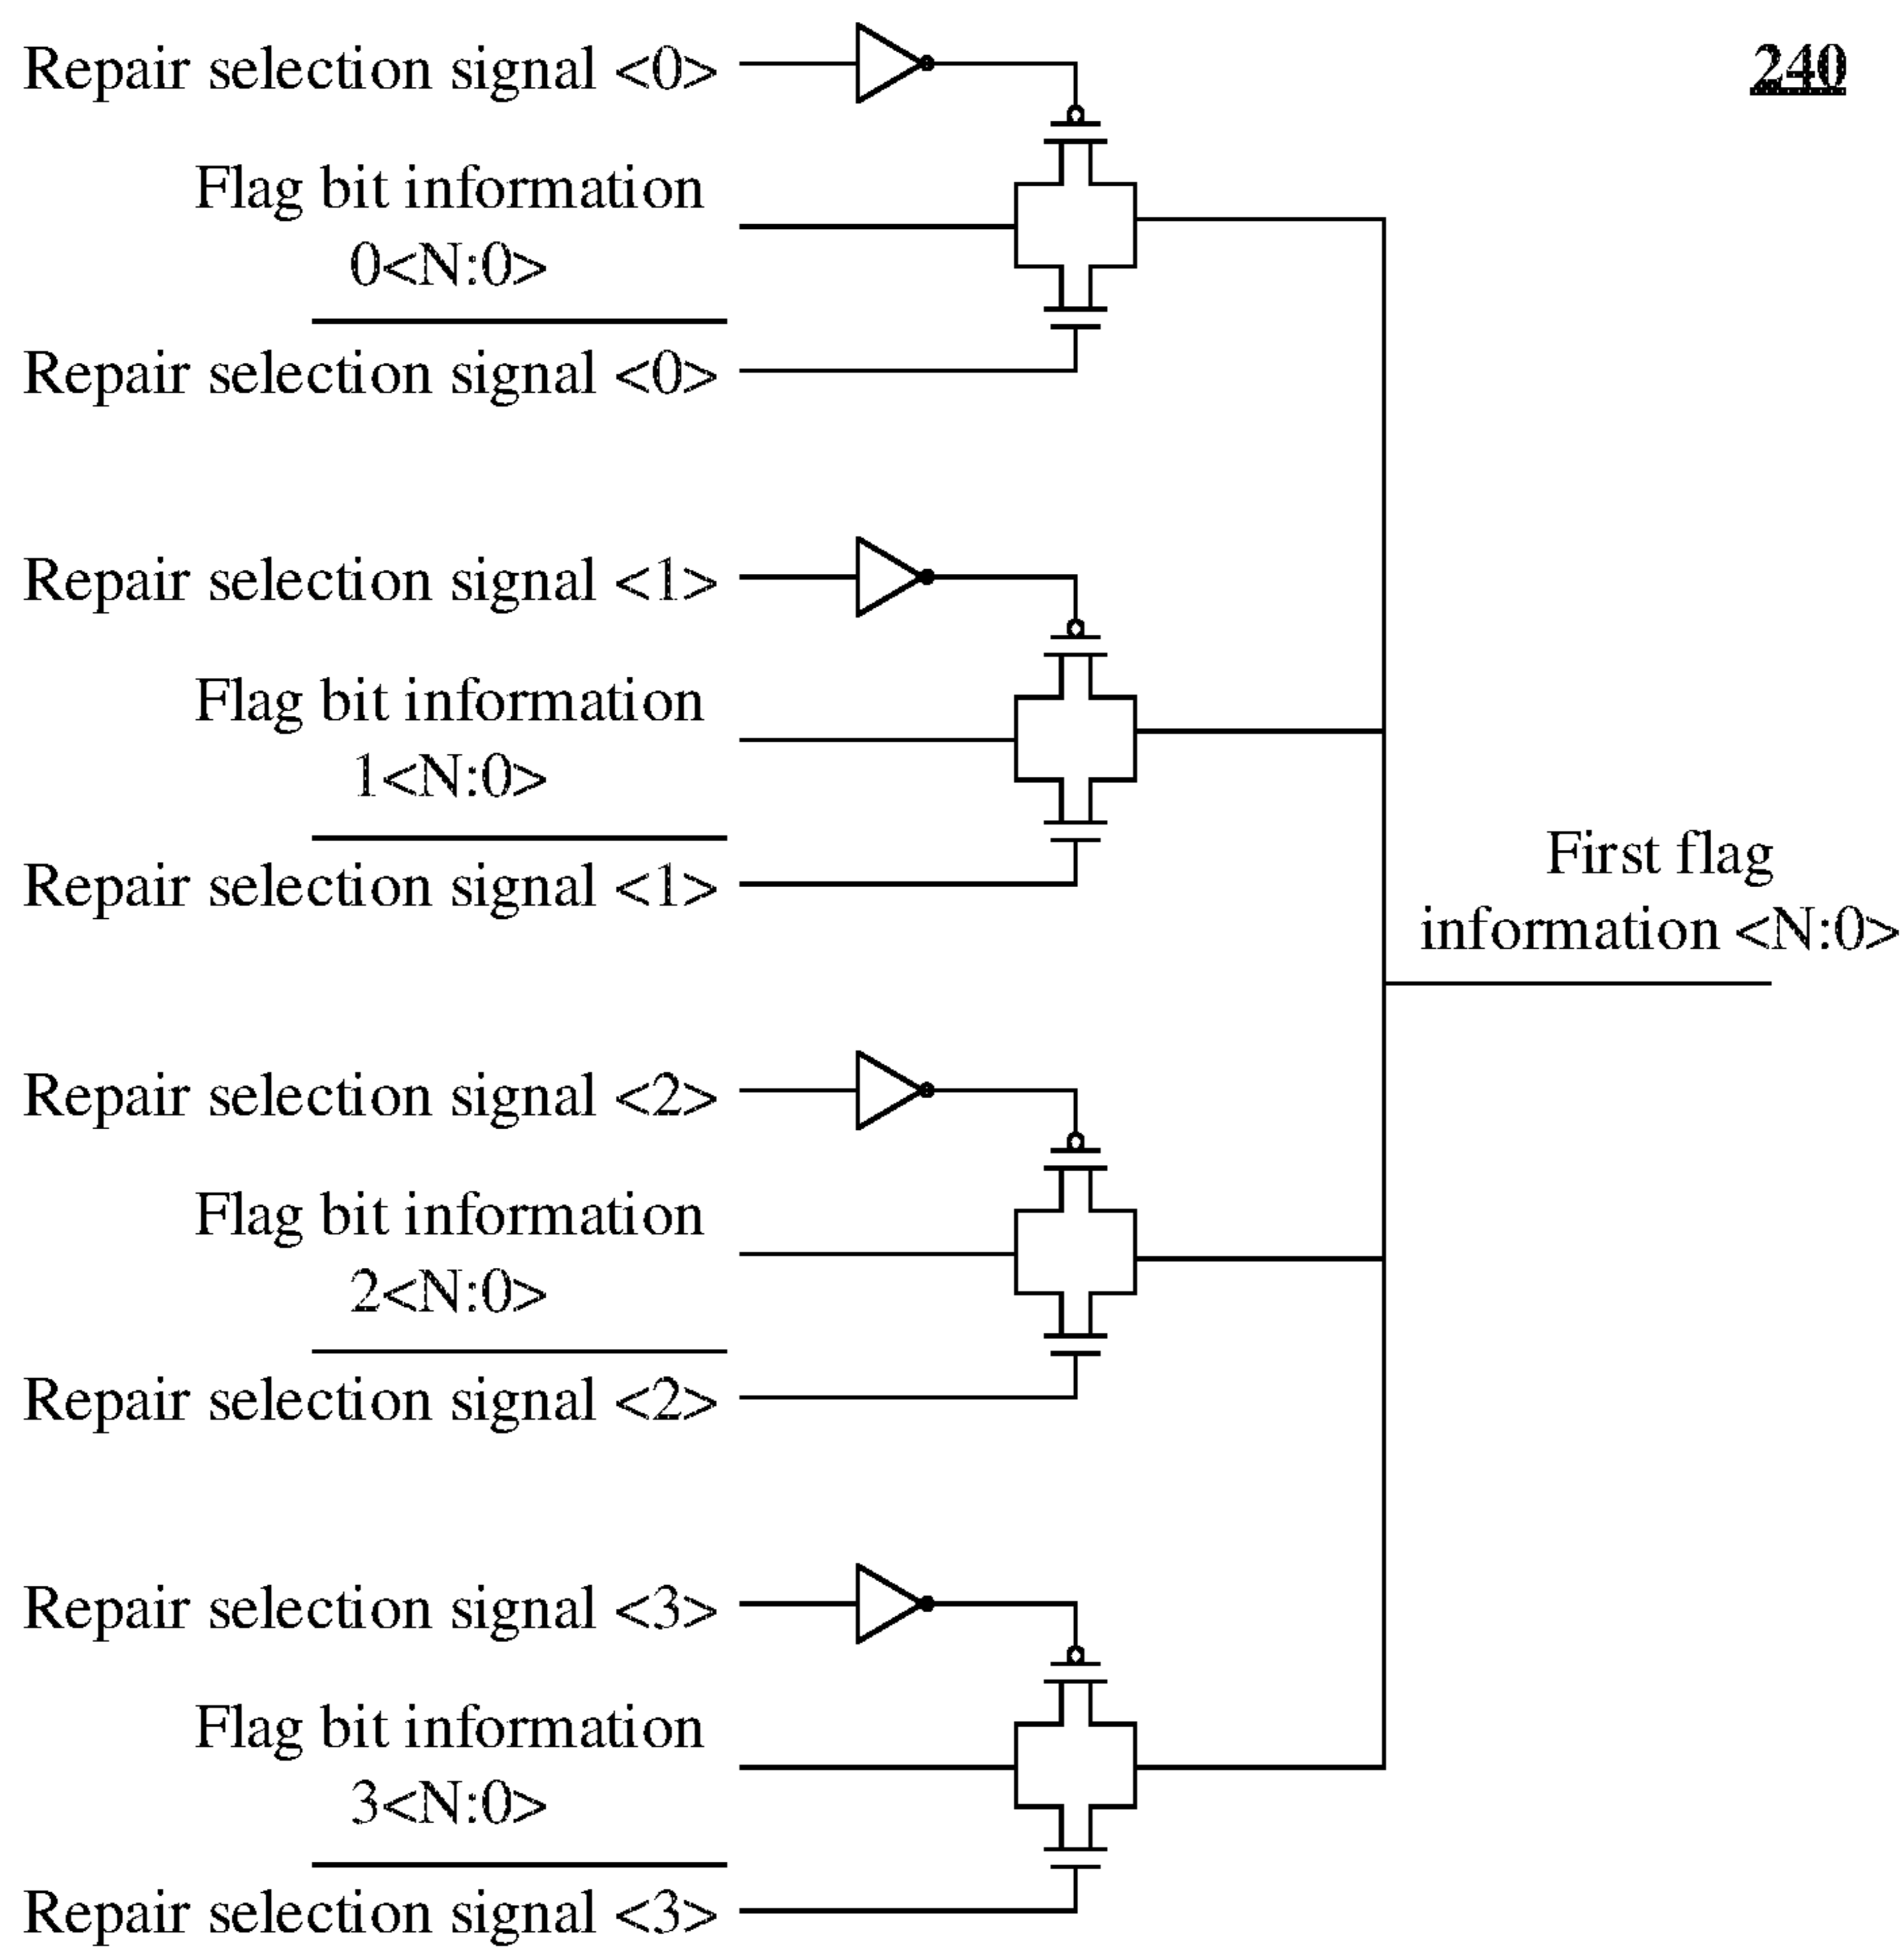 Repair selection signal <0>
240
Flag bit information
0<N:0>
Repair selection signal <0>
Repair selection signal <1>
Flag bit information
1<N:0>
Repair selection signal <1>
First flag
information <N:0>
Repair selection signal <2>
Flag bit information
2<N:0>
Repair selection signal <2>
Repair selection signal <3>
Flag bit information
3<N:0>
Repair selection signal <3>